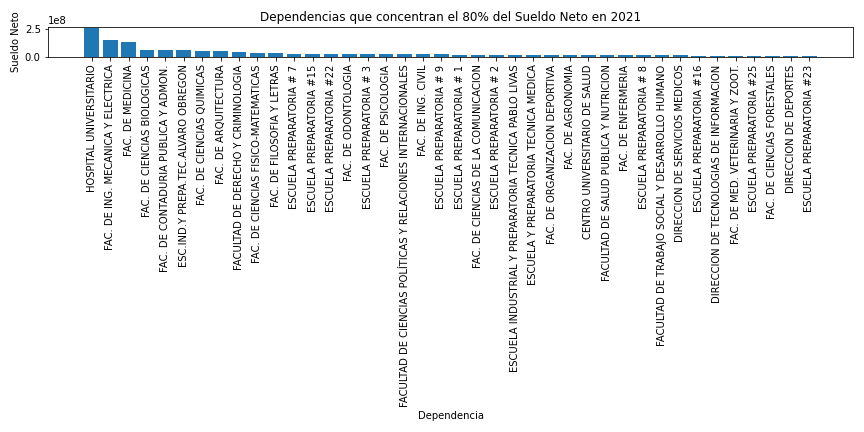 Dependencias que concentran el 80% del Sueldo Neto en 2021
1e8
2.5
0.0
Sueldo Neto
HOSPITAL UNIVERSITARIO
FAC. DE ING. MECANICA Y ELECTRICA
FAC. DE MEDICINA
FAC. DE CIENCIAS BIOLOGICAS
FAC. DE CONTADURIA PUBLICA Y ADMON.
ESC.IND.Y PREPA.TEC.ALVARO OBREGON
FAC. DE CIENCIAS QUIMICAS
FAC. DE ARQUITECTURA
FACULTAD DE DERECHO Y CRIMINOLOGIA
FAC. DE CIENCIAS FISICO-MATEMATICAS
FAC. DE FILOSOFIA Y LETRAS
ESCUELA PREPARATORIA # 7
ESCUELA PREPARATORIA #15
ESCUELA PREPARATORIA #22
FAC. DE ODONTOLOGIA
ESCUELA PREPARATORIA # 3
FAC. DE PSICOLOGIA
FACULTAD DE CIENCIAS POLÍTICAS Y RELACIONES INTERNACIONALES
FAC. DE ING. CIVIL
ESCUELA PREPARATORIA # 9
ESCUELA PREPARATORIA # 1
FAC. DE CIENCIAS DE LA COMUNICACION
ESCUELA PREPARATORIA # 2
ESCUELA INDUSTRIAL Y PREPARATORIA TECNICA PABLO LIVAS
ESCUELA Y PREPARATORIA TECNICA MEDICA
FAC. DE ORGANIZACION DEPORTIVA
FAC. DE AGRONOMIA
CENTRO UNIVERSITARIO DE SALUD
FACULTAD DE SALUD PUBLICA Y NUTRICION
FAC. DE ENFERMERIA
ESCUELA PREPARATORIA # 8
FACULTAD DE TRABAJO SOCIAL Y DESARROLLO HUMANO
DIRECCION DE SERVICIOS MEDICOS
ESCUELA PREPARATORIA #16
DIRECCION DE TECNOLOGIAS DE INFORMACION
FAC. DE MED. VETERINARIA Y ZOOT.
ESCUELA PREPARATORIA #25
FAC. DE CIENCIAS FORESTALES
DIRECCION DE DEPORTES
ESCUELA PREPARATORIA #23
Dependencia